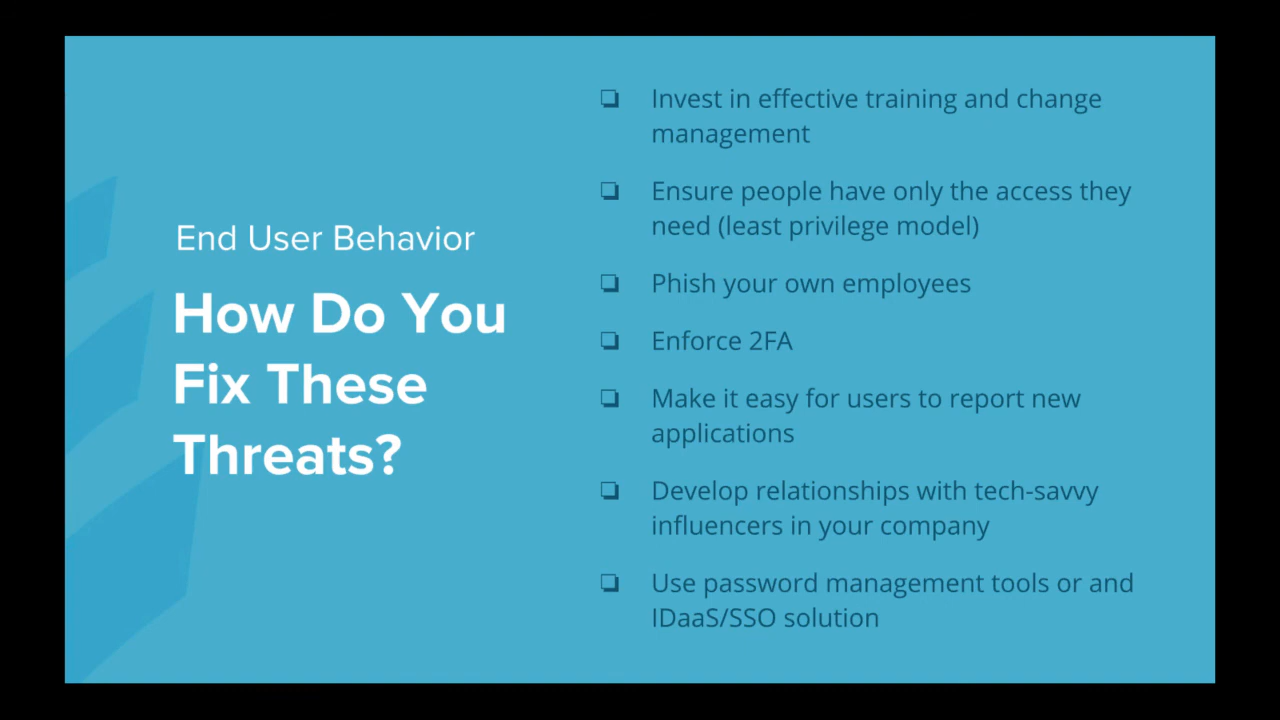 End User Behavior
How Do You
Fix These
Threats?
❏ Invest in effective training and change
management
❏ Ensure people have only the access they
need (least privilege model)
❏ Phish your own employees
❏ Enforce 2FA
❏ Make it easy for users to report new
applications
❏ Develop relationships with tech-savvy
influencers in your company
❏ Use password management tools or and
IDaaS/SSO solution